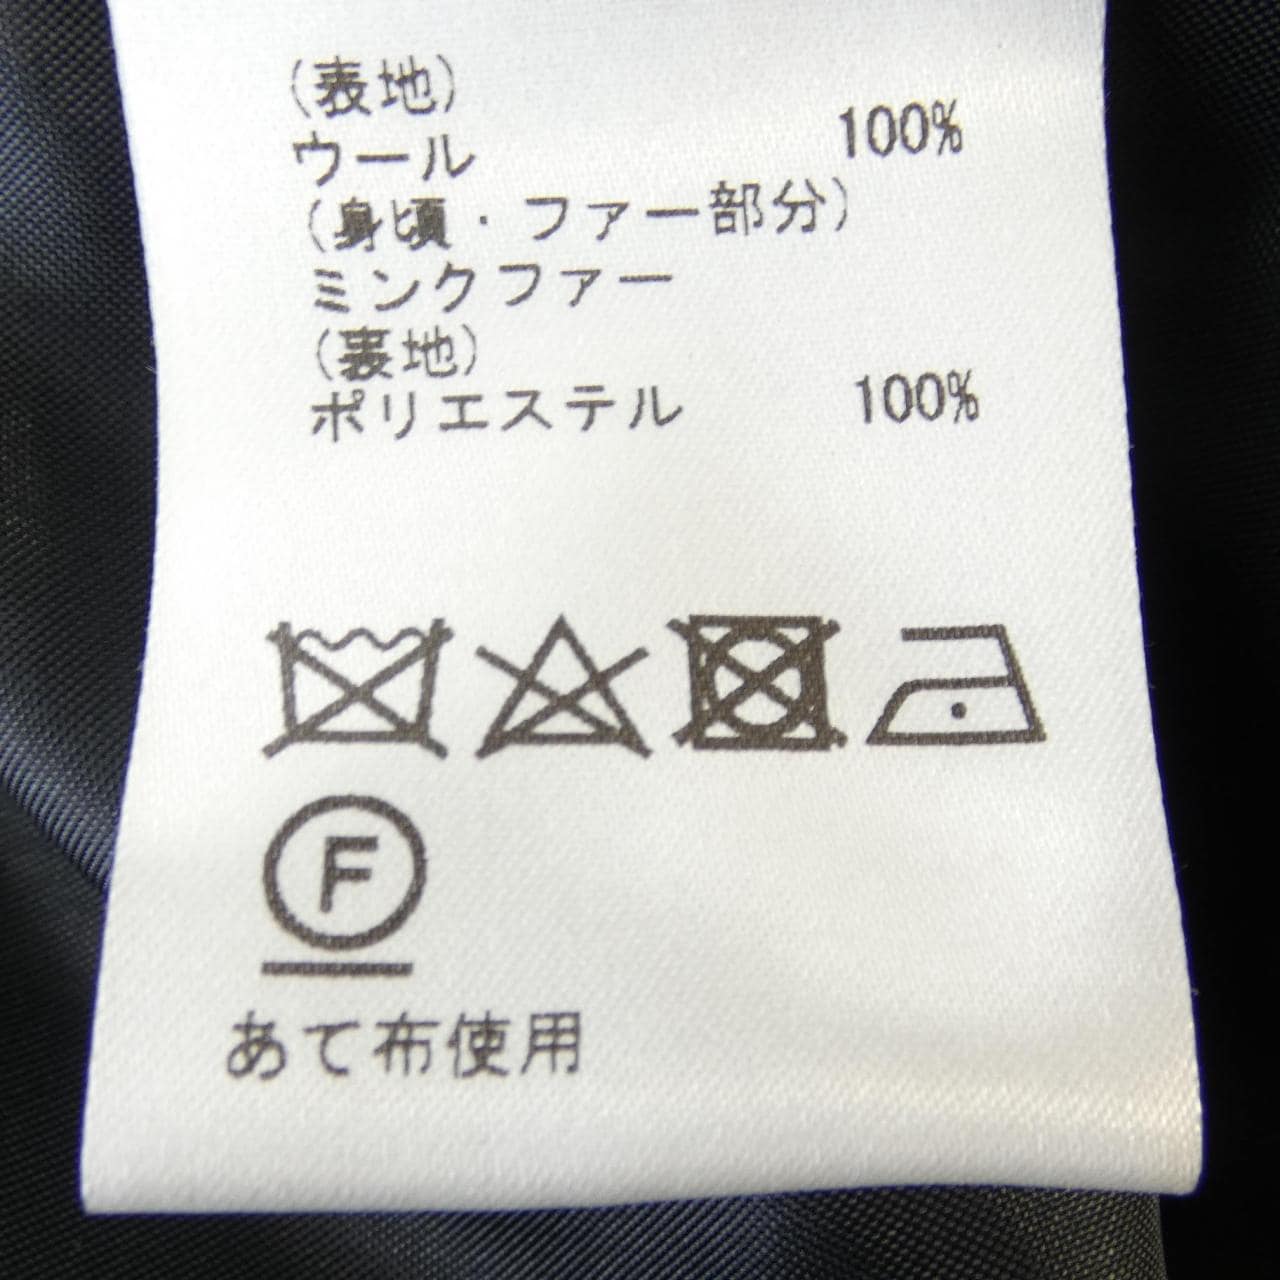 (表地)
ウール 100%
(身頃・ファー部分)
ミンクファー
(裏地)
ポリエステル 100%
F
あて布使用